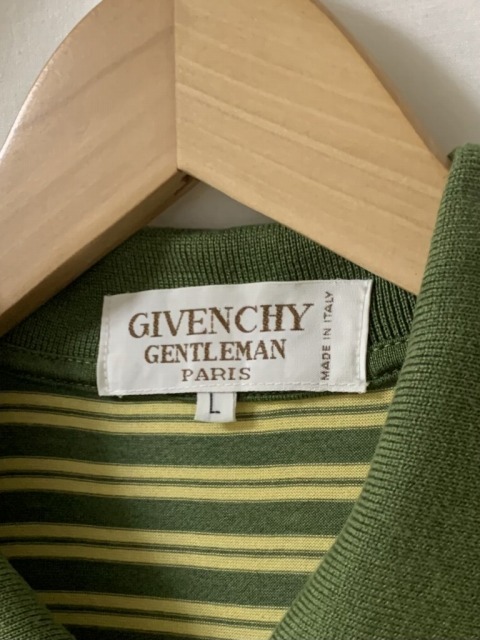 GIVENCHY
GENTLEMAN
PARIS
MADE IN ITALY
L